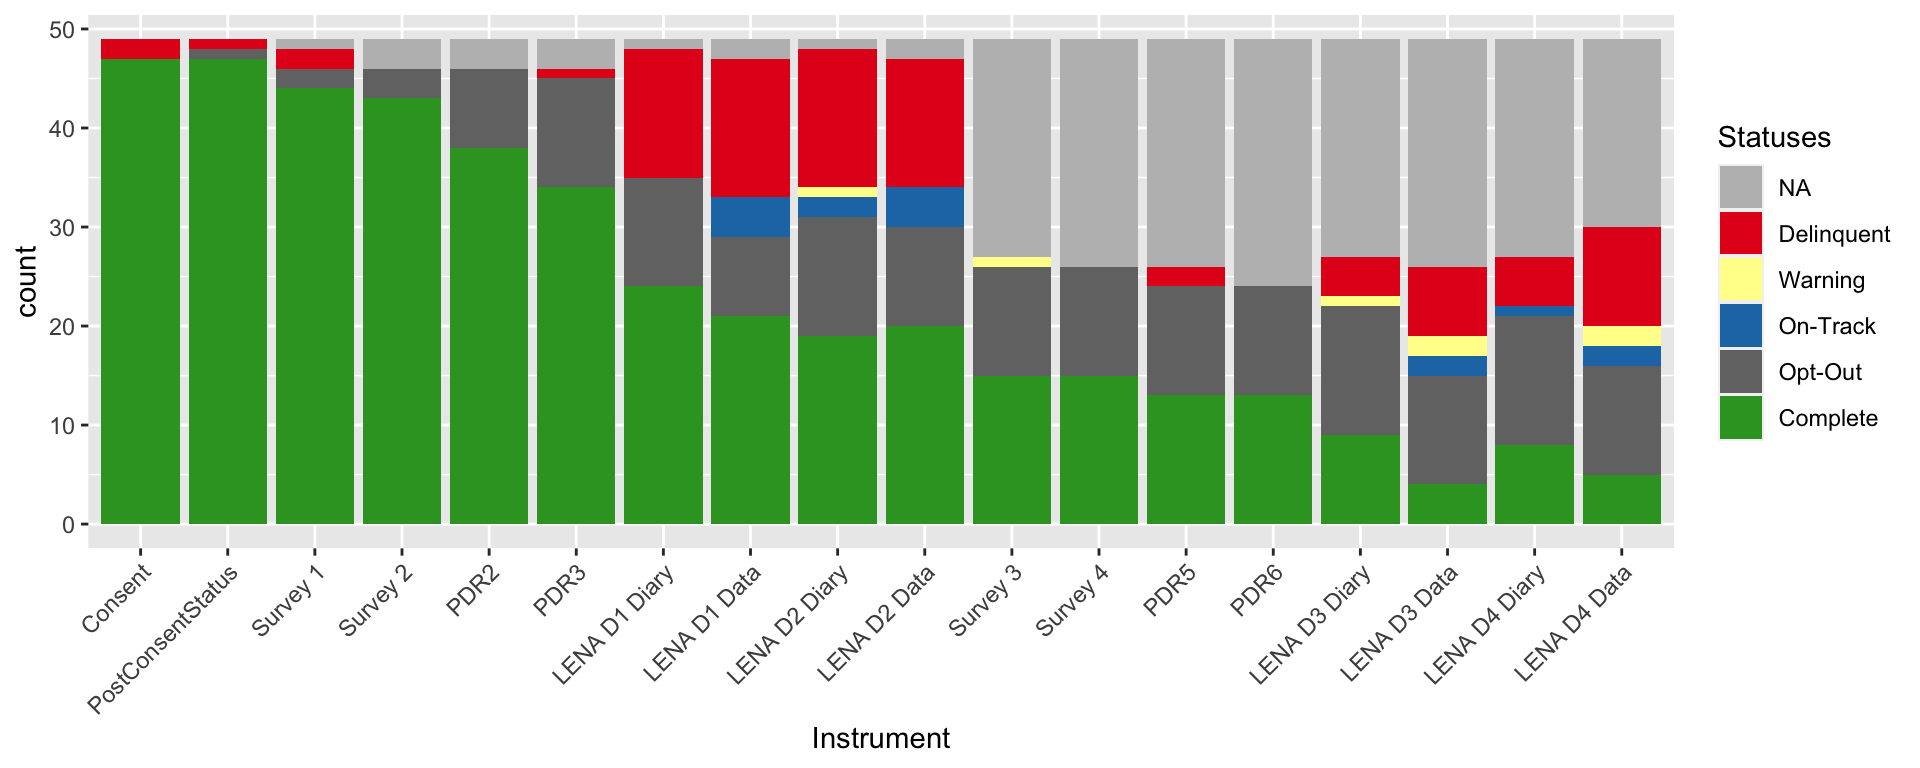 50
40
30
20
10
0
count
Consent
PostConsentStatus
Survey 1
Survey 2
PDR2
PDR3
LENA D1 Diary
LENA D1 Data
LENA D2 Diary
LENA D2 Data
Survey 3
Survey 4
PDR5
PDR6
LENA D3 Diary
LENA D3 Data
LENA D4 Diary
LENA D4 Data
Instrument
Statuses
NA
Delinquent
Warning
On-Track
Opt-Out
Complete